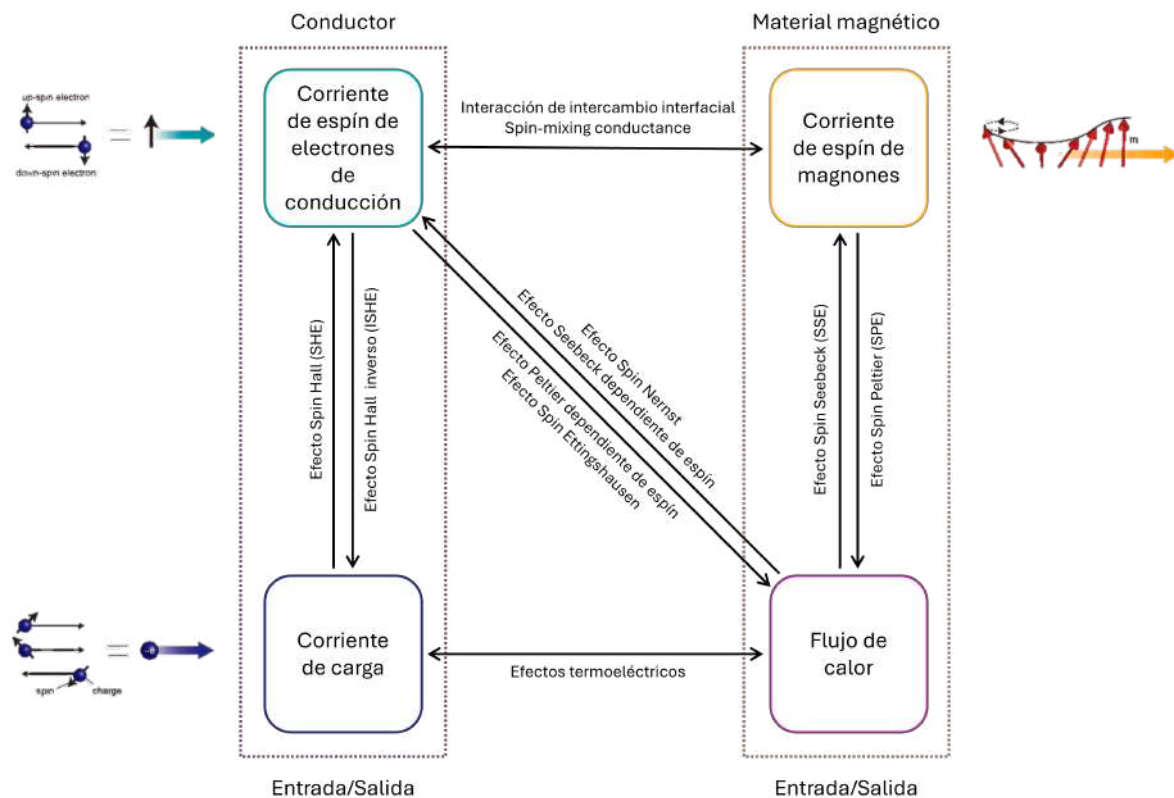 Conductor
Material magnético
up-spin electron
down-spin electron
Corriente
de espín de
electrones
de
conducción
Interacción de intercambio interfacial
Spin-mixing conductance
Corriente
de espín de
magnones
m
Efecto Spin Hall (SHE)
Efecto Spin Hall inverso (ISHE)
Efecto Spin Nernst
Efecto Seebeck dependiente de espín
Efecto Peltier dependiente de espín
Efecto Spin Ettingshausen
Efecto Spin Seebeck (SSE)
Efecto Spin Peltier (SPE)
spin
charge
-e
Corriente
de carga
Efectos termoeléctricos
Flujo de
calor
Entrada/Salida
Entrada/Salida